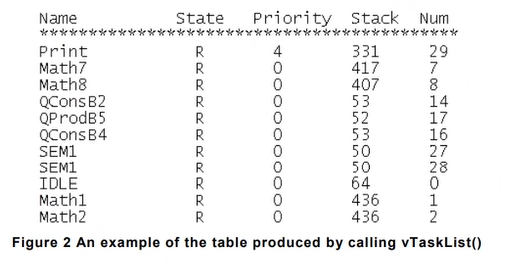 Name State Priority Stack Num
*******************************************
Print R 4 331 29
Math7 R 0 417 7
Math8 R 0 407 8
QConsB2 R 0 53 14
QProdB5 R 0 52 17
QConsB4 R 0 53 16
SEM1 R 0 50 27
SEM1 R 0 50 28
IDLE R 0 64 0
Math1 R 0 436 1
Math2 R 0 436 2
Figure 2 An example of the table produced by calling vTaskList()